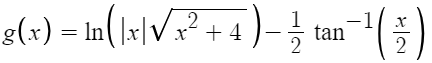 g(x) = ln(|x|√x² + 4) − 1/2 tan⁻¹(x/2)